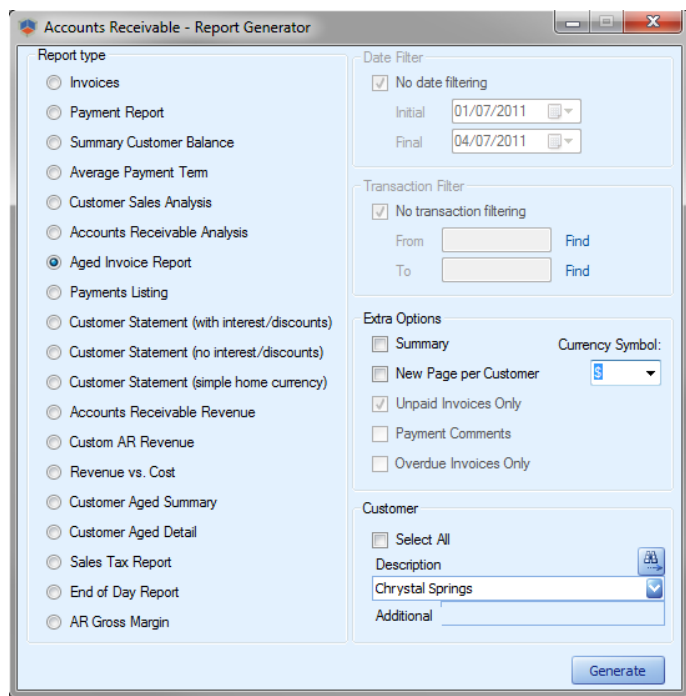 Accounts Receivable - Report Generator
Report type
Invoices
Payment Report
Summary Customer Balance
Average Payment Term
Customer Sales Analysis
Accounts Receivable Analysis
Aged Invoice Report
Payments Listing
Customer Statement (with interest/discounts)
Customer Statement (no interest/discounts)
Customer Statement (simple home currency)
Accounts Receivable Revenue
Custom AR Revenue
Revenue vs. Cost
Customer Aged Summary
Customer Aged Detail
Sales Tax Report
End of Day Report
AR Gross Margin
Date Filter
No date filtering
Initial 01/07/2011
Final 04/07/2011
Transaction Filter
No transaction filtering
From Find
To Find
Extra Options
Summary Currency Symbol:
New Page per Customer $
Unpaid Invoices Only
Payment Comments
Overdue Invoices Only
Customer
Select All
Description
Chrystal Springs
Additional
Generate